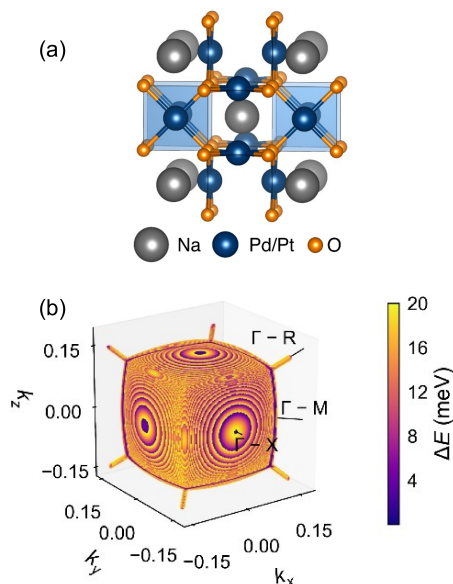 (a)
Na Pd/Pt O
(b)
Γ – R
Γ – M
Γ – X
k_z
0.15
0.00
−0.15
k_y
0.15
0.00
−0.15
k_x
−0.15
0.00
0.15
20
16
12
8
4
ΔE (meV)